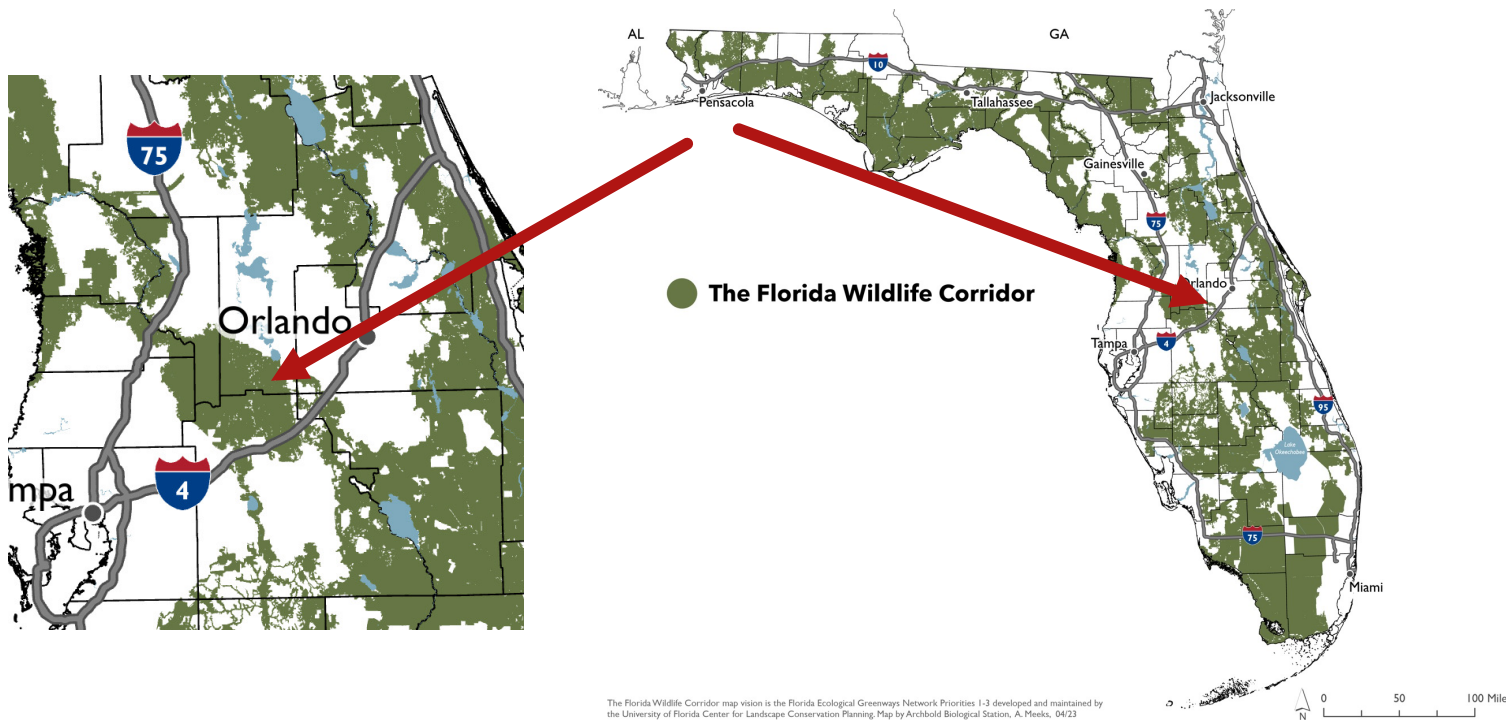 75
Orlando
4
mpa
AL
GA
10
Pensacola
Tallahassee
Jacksonville
Gainesville
75
Orlando
The Florida Wildlife Corridor
4
Tampa
95
Lake
Okeechobee
75
Miami
The Florida Wildlife Corridor map vision is the Florida Ecological Greenways Network Priorities 1-3 developed and maintained by
the University of Florida Center for Landscape Conservation Planning. Map by Archbold Biological Station, A. Meeks, 04/23
N
0 50 100 Mile